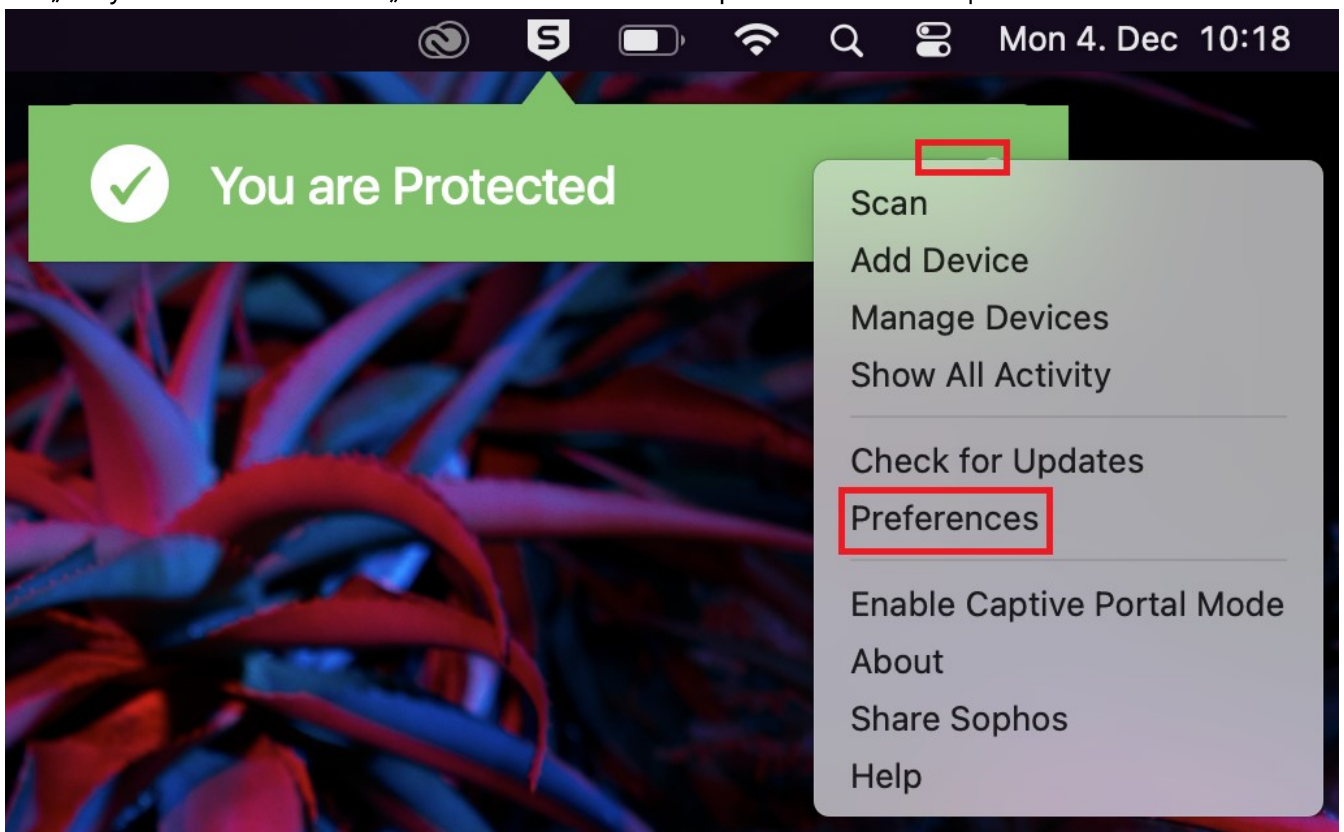 S Mon 4. Dec 10:18
You are Protected
Scan
Add Device
Manage Devices
Show All Activity
Check for Updates
Preferences
Enable Captive Portal Mode
About
Share Sophos
Help